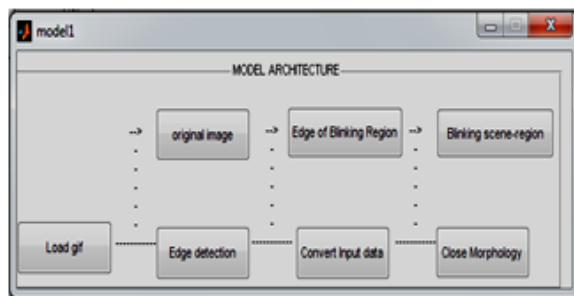 model1
MODEL ARCHITECTURE
original image
Edge of Blinking Region
Blinking scene-region
Load gif
Edge detection
Convert Input data
Close Morphology